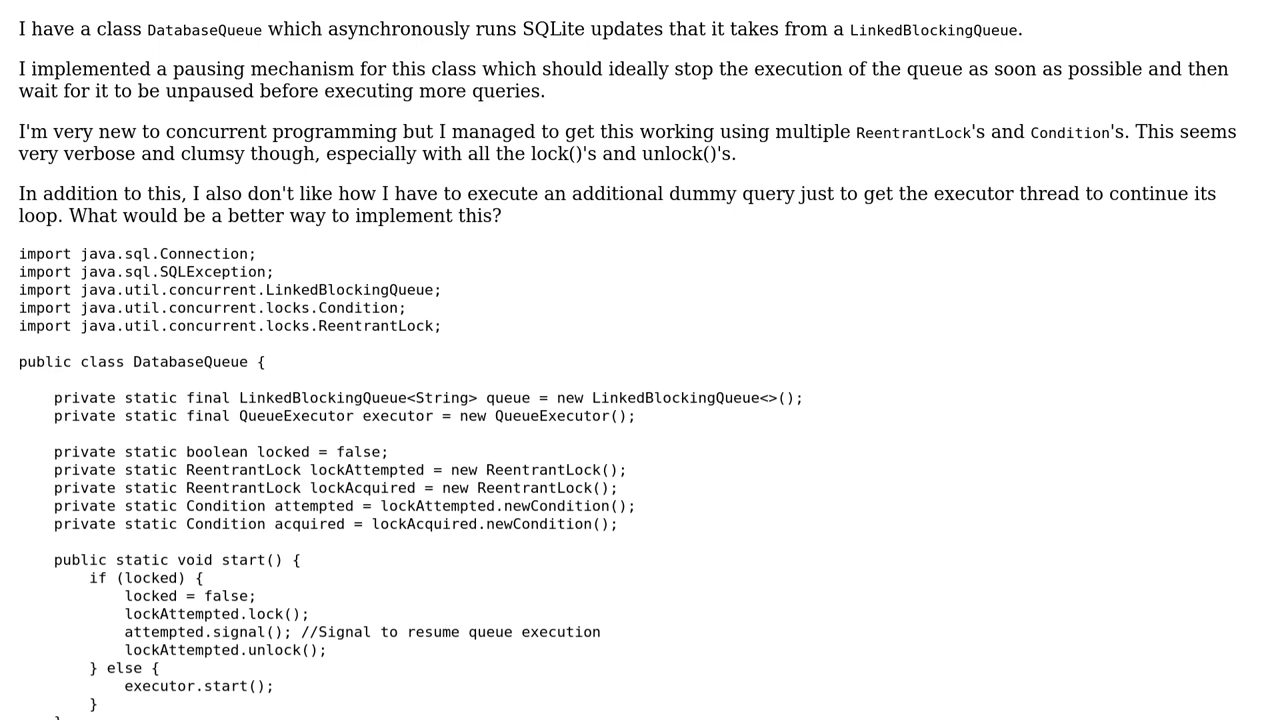 I have a class DatabaseQueue which asynchronously runs SQLite updates that it takes from a LinkedBlockingQueue.
I implemented a pausing mechanism for this class which should ideally stop the execution of the queue as soon as possible and then
wait for it to be unpaused before executing more queries.
I'm very new to concurrent programming but I managed to get this working using multiple ReentrantLock's and Condition's. This seems
very verbose and clumsy though, especially with all the lock()'s and unlock()'s.
In addition to this, I also don't like how I have to execute an additional dummy query just to get the executor thread to continue its
loop. What would be a better way to implement this?
import java.sql.Connection;
import java.sql.SQLException;
import java.util.concurrent.LinkedBlockingQueue;
import java.util.concurrent.locks.Condition;
import java.util.concurrent.locks.ReentrantLock;
public class DatabaseQueue {
    private static final LinkedBlockingQueue<String> queue = new LinkedBlockingQueue<>();
    private static final QueueExecutor executor = new QueueExecutor();
    private static boolean locked = false;
    private static ReentrantLock lockAttempted = new ReentrantLock();
    private static ReentrantLock lockAcquired = new ReentrantLock();
    private static Condition attempted = lockAttempted.newCondition();
    private static Condition acquired = lockAcquired.newCondition();
    public static void start() {
        if (locked) {
            locked = false;
            lockAttempted.lock();
            attempted.signal(); //Signal to resume queue execution
            lockAttempted.unlock();
        } else {
            executor.start();
        }
    }